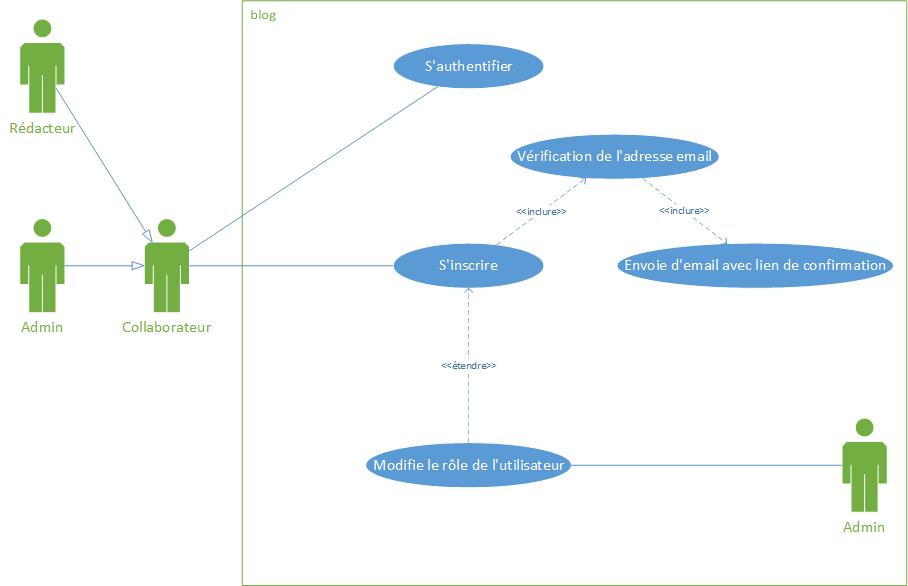 blog
S'authentifier
Rédacteur
Vérification de l'adresse email
<<inclure>>
<<inclure>>
S'inscrire
Envoie d'email avec lien de confirmation
Admin
Collaborateur
<<étendre>>
Modifie le rôle de l'utilisateur
Admin